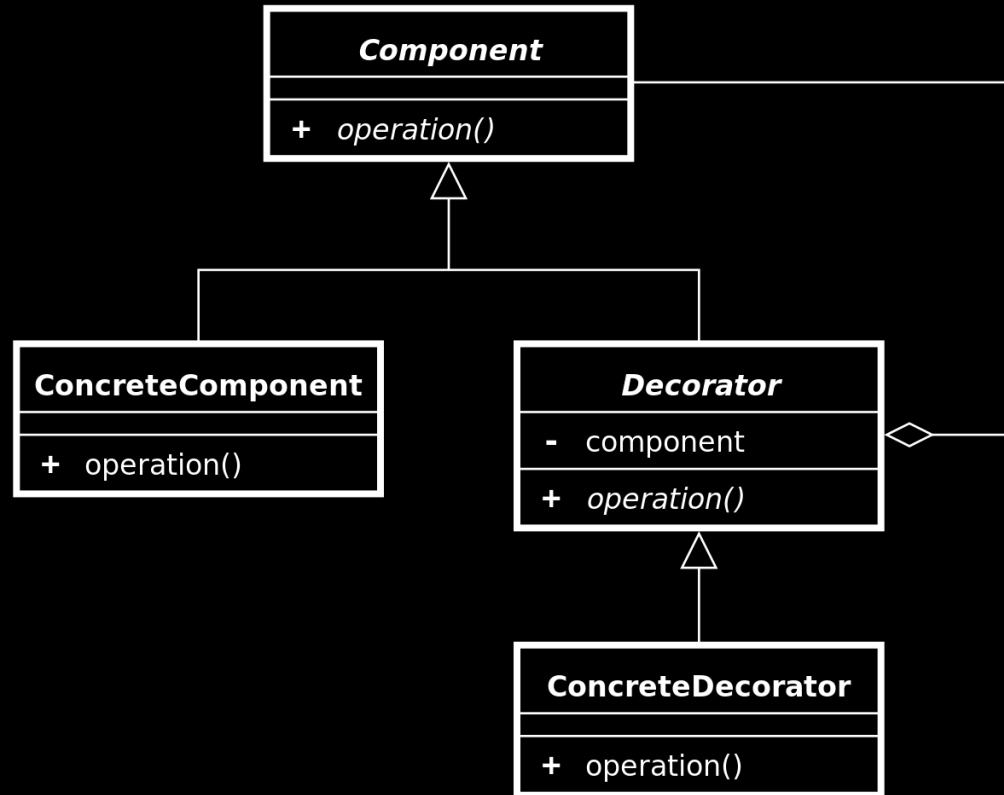 Component
+ operation()
ConcreteComponent
+ operation()
Decorator
- component
+ operation()
ConcreteDecorator
+ operation()